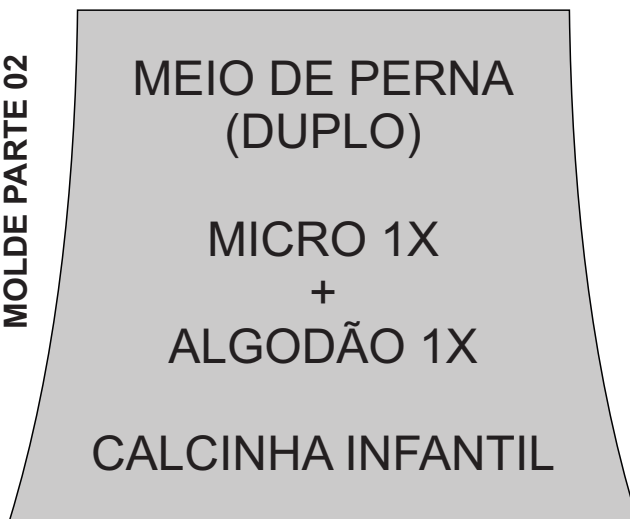 MOLDE PARTE 02
MEIO DE PERNA
(DUPLO)
MICRO 1X
+
ALGODÃO 1X
CALCINHA INFANTIL